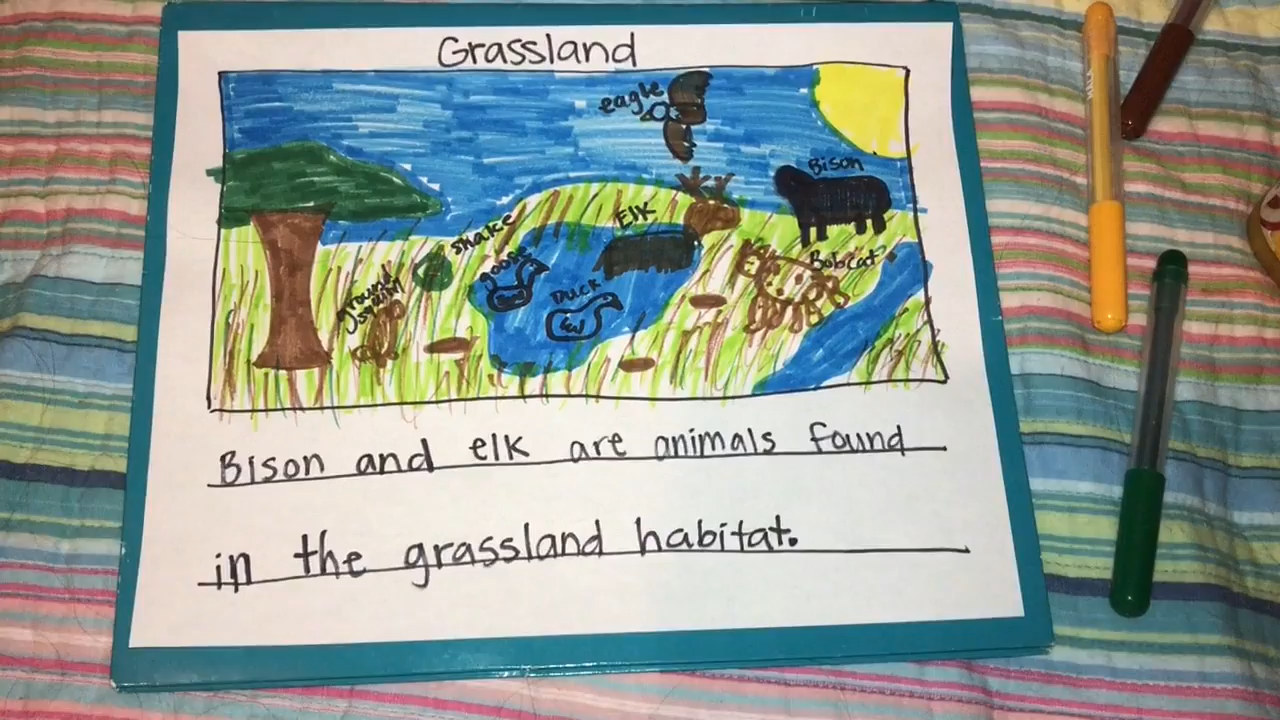 Grassland
eagle
Bison
Elk
snake
goose
Bobcat
Duck
ground
squirrel
Bison and elk are animals found
in the grassland habitat.